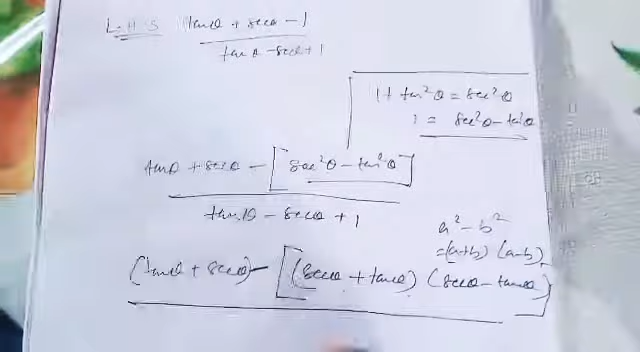 L.H.S tanθ + secθ - 1
tanθ - secθ + 1
1 + tan²θ = sec²θ
1 = sec²θ - tan²θ
tanθ + secθ - [sec²θ - tan²θ]
tanθ - secθ + 1
a² - b²
= (a+b) (a-b)
(tanθ + secθ) - [(secθ + tanθ) (secθ - tanθ)]